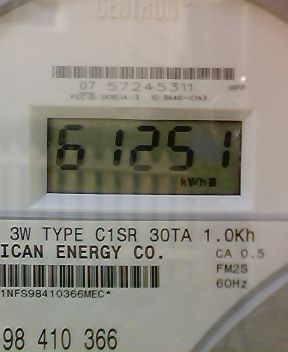 CENTRON
07 57245311
61251
kWh
3W TYPE C1SR 30TA 1.0Kh
ICAN ENERGY CO.
CA 0.5
FM2S
60Hz
1NFS98410366MEC*
98 410 366